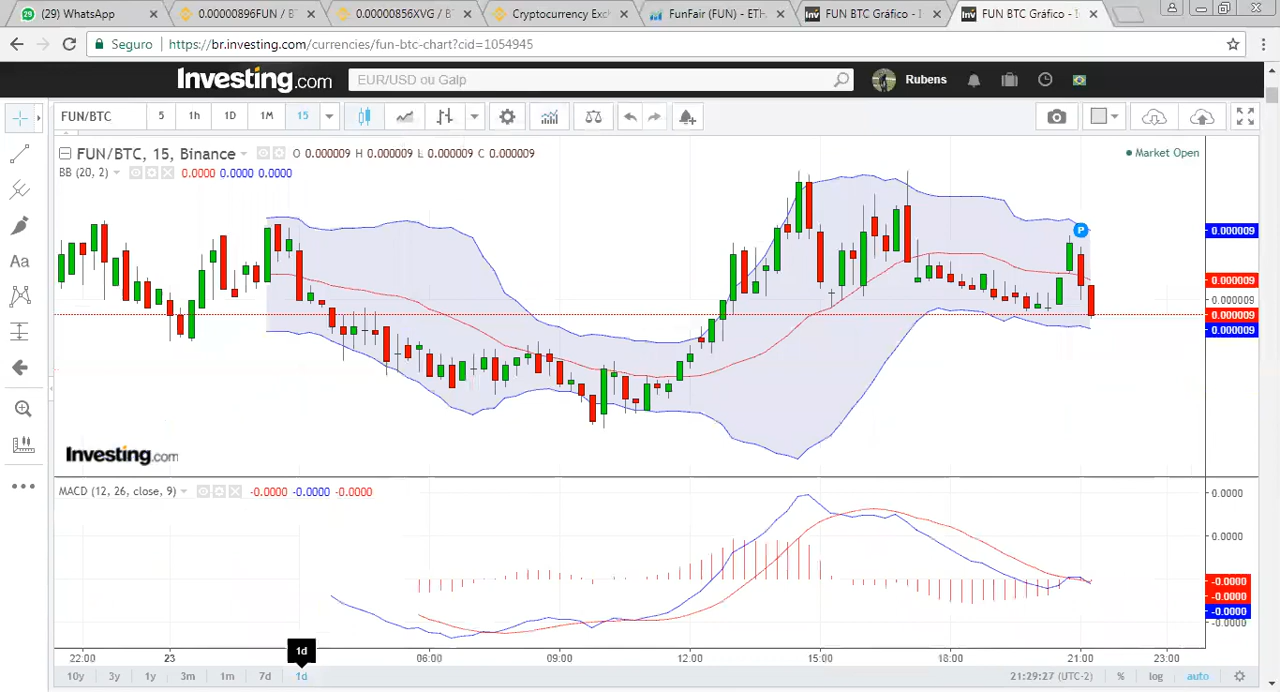 (29) WhatsApp
0.00000896FUN / B
0.00000856XVG / B
Cryptocurrency Exc
FunFair (FUN) - ETH
FUN BTC Gráfico - I
FUN BTC Gráfico - I
Seguro https://br.investing.com/currencies/fun-btc-chart?cid=1054945
Investing.com EUR/USD ou Galp Rubens
FUN/BTC 5 1h 1D 1M 15
FUN/BTC, 15, Binance O 0.000009 H 0.000009 L 0.000009 C 0.000009 Market Open
BB (20, 2) 0.0000 0.0000 0.0000
Aa
P
0.000009
0.000009
0.000009
0.000009
0.000009
Investing.com
MACD (12, 26, close, 9) -0.0000 -0.0000 -0.0000
0.0000
0.0000
-0.0000
-0.0000
-0.0000
-0.0000
1d
22:00 23 06:00 09:00 12:00 15:00 18:00 21:00 23:00
10y 3y 1y 3m 1m 7d 1d 21:29:27 (UTC-2) % log auto